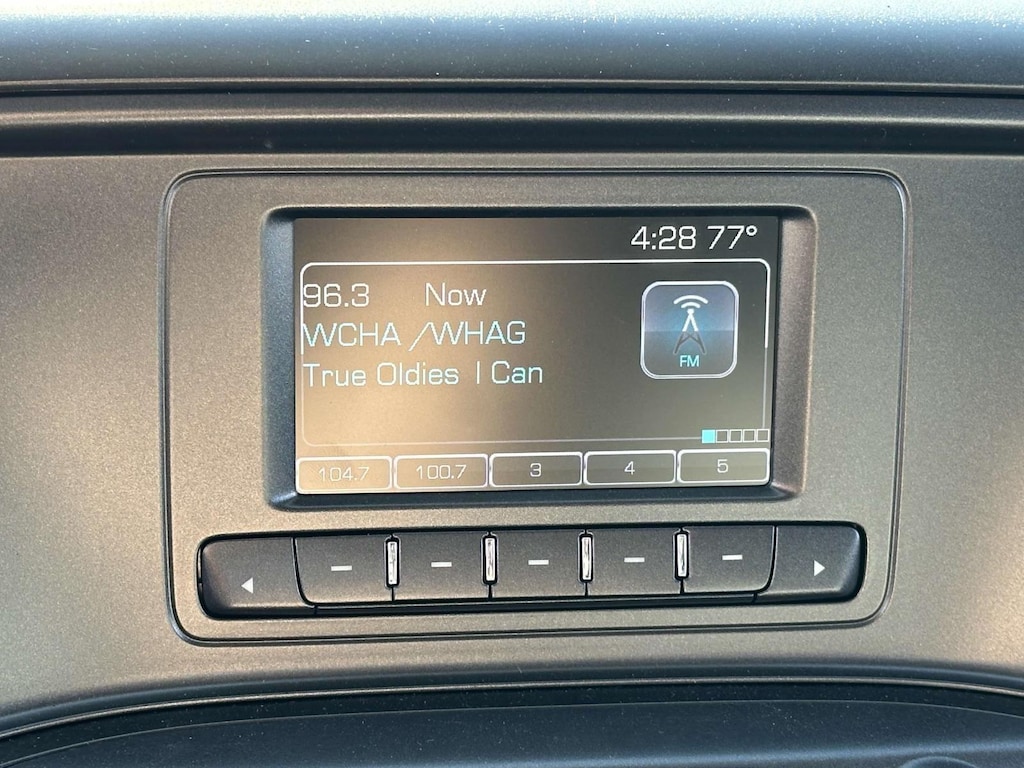 4:28 77°
96.3 Now
WCHA /WHAG
True Oldies I Can
FM
104.7 100.7 3 4 5